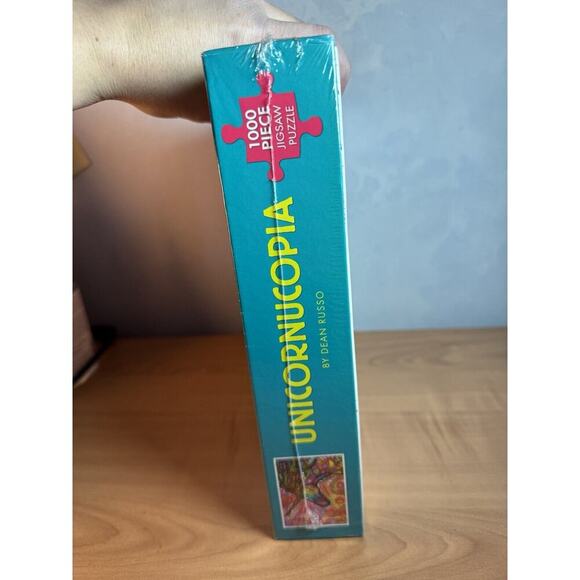 1000
PIECE
JIGSAW
PUZZLE
UNICORNUCOPIA
BY DEAN RUSSO